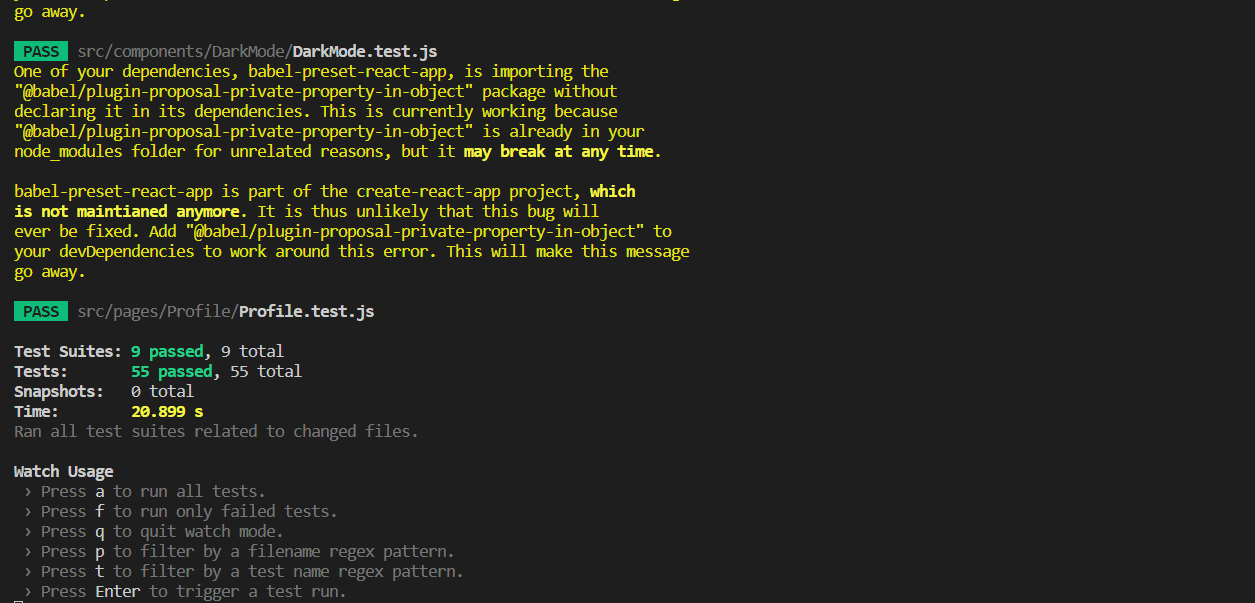 go away.
PASS src/components/DarkMode/DarkMode.test.js
One of your dependencies, babel-preset-react-app, is importing the
"@babel/plugin-proposal-private-property-in-object" package without
declaring it in its dependencies. This is currently working because
"@babel/plugin-proposal-private-property-in-object" is already in your
node_modules folder for unrelated reasons, but it may break at any time.
babel-preset-react-app is part of the create-react-app project, which
is not maintianed anymore. It is thus unlikely that this bug will
ever be fixed. Add "@babel/plugin-proposal-private-property-in-object" to
your devDependencies to work around this error. This will make this message
go away.
PASS src/pages/Profile/Profile.test.js
Test Suites: 9 passed, 9 total
Tests: 55 passed, 55 total
Snapshots: 0 total
Time: 20.899 s
Ran all test suites related to changed files.
Watch Usage
› Press a to run all tests.
› Press f to run only failed tests.
› Press q to quit watch mode.
› Press p to filter by a filename regex pattern.
› Press t to filter by a test name regex pattern.
› Press Enter to trigger a test run.